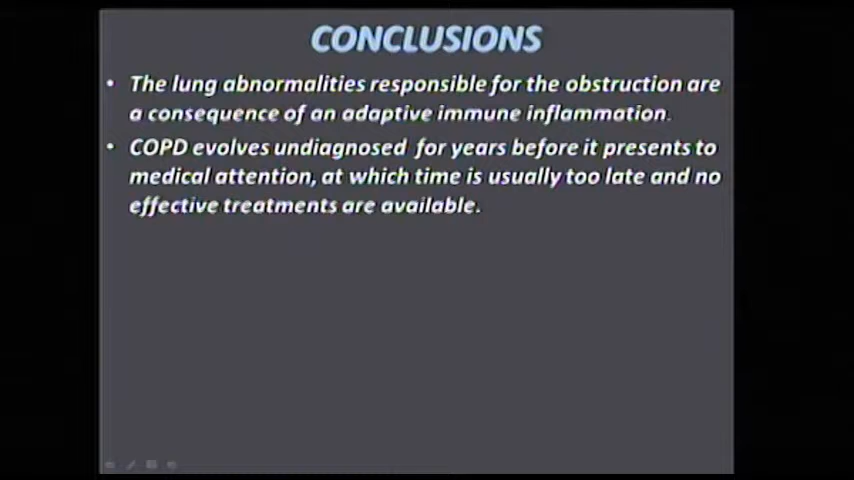 CONCLUSIONS
• The lung abnormalities responsible for the obstruction are
a consequence of an adaptive immune inflammation.
• COPD evolves undiagnosed for years before it presents to
medical attention, at which time is usually too late and no
effective treatments are available.